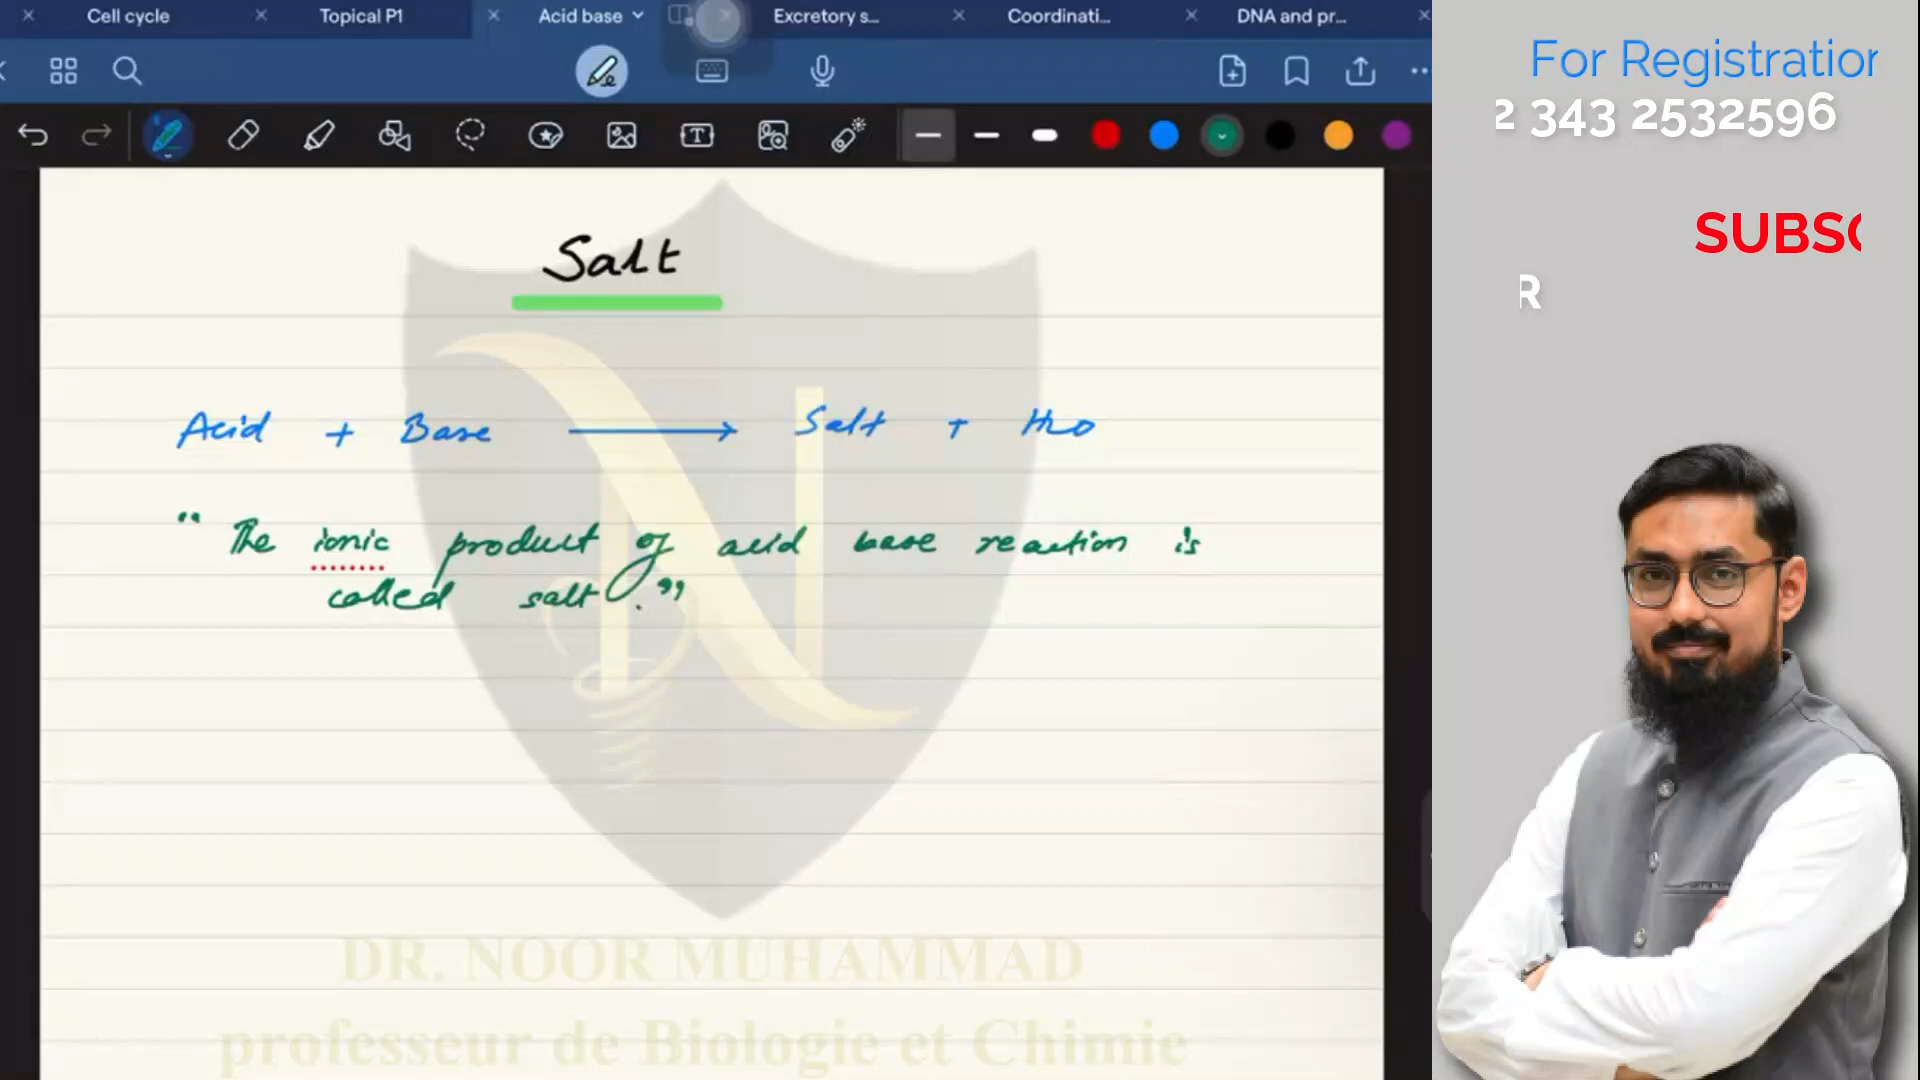 Cell cycle
Topical P1
Acid base
Excretory s...
Coordinati...
DNA and pr...
For Registration
2 343 2532596
SUBSC
R
Salt
Acid + Base → Salt + H2O
" The ionic product of acid base reaction is
called salt. "
DR. NOOR MUHAMMAD
professeur de Biologie et Chimie